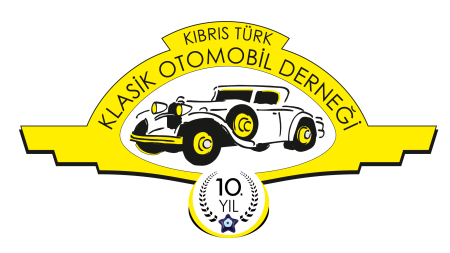 KIBRIS TÜRK
KLASİK OTOMOBİL DERNEĞİ
10.
YIL